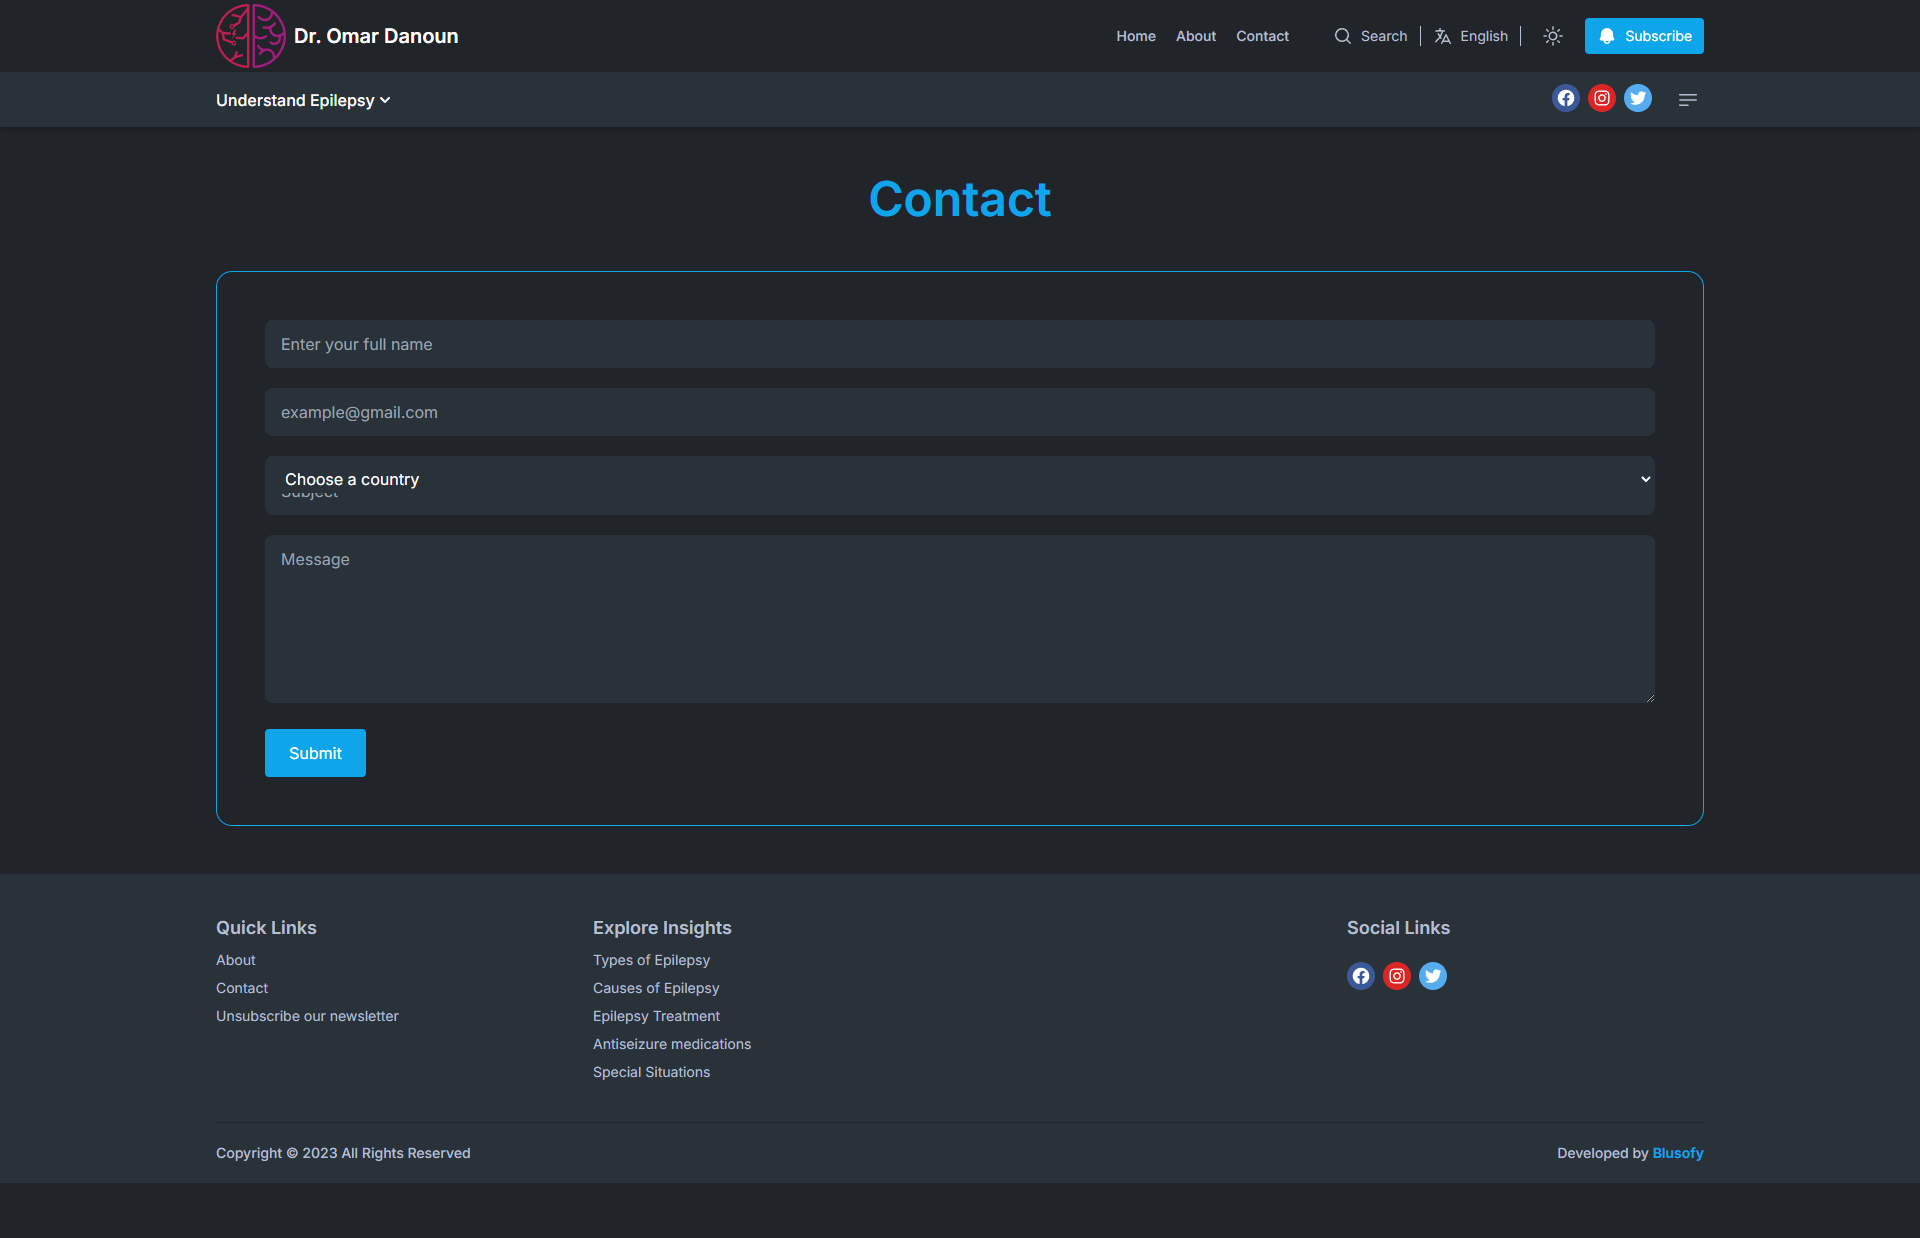 Dr. Omar Danoun
Home About Contact Search English Subscribe
Understand Epilepsy
Contact
Enter your full name
example@gmail.com
Choose a country
Subject
Message
Submit
Quick Links
About
Contact
Unsubscribe our newsletter
Explore Insights
Types of Epilepsy
Causes of Epilepsy
Epilepsy Treatment
Antiseizure medications
Special Situations
Social Links
Copyright © 2023 All Rights Reserved
Developed by Blusofy